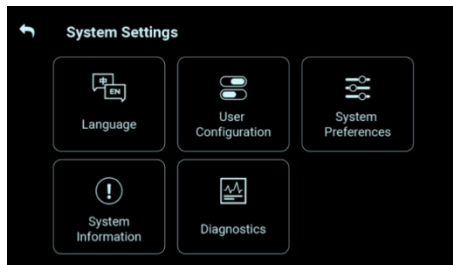 System Settings
中
EN
Language
User
Configuration
System
Preferences
System
Information
Diagnostics